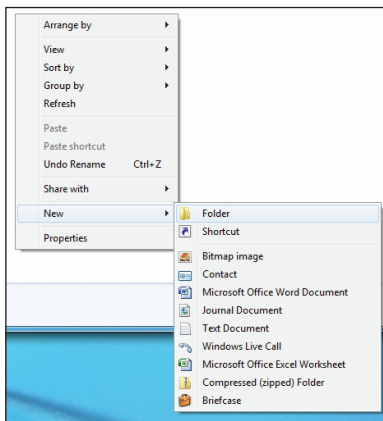 Arrange by
View
Sort by
Group by
Refresh
Paste
Paste shortcut
Undo Rename Ctrl+Z
Share with
New
Properties
Folder
Shortcut
Bitmap image
Contact
Microsoft Office Word Document
Journal Document
Text Document
Windows Live Call
Microsoft Office Excel Worksheet
Compressed (zipped) Folder
Briefcase